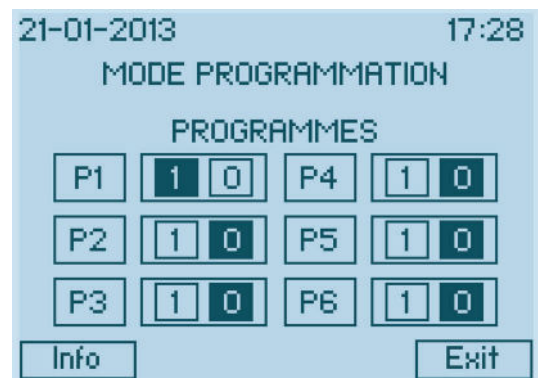 21-01-2013 17:28
MODE PROGRAMMATION
PROGRAMMES
P1 1 0 P4 1 0
P2 1 0 P5 1 0
P3 1 0 P6 1 0
Info Exit